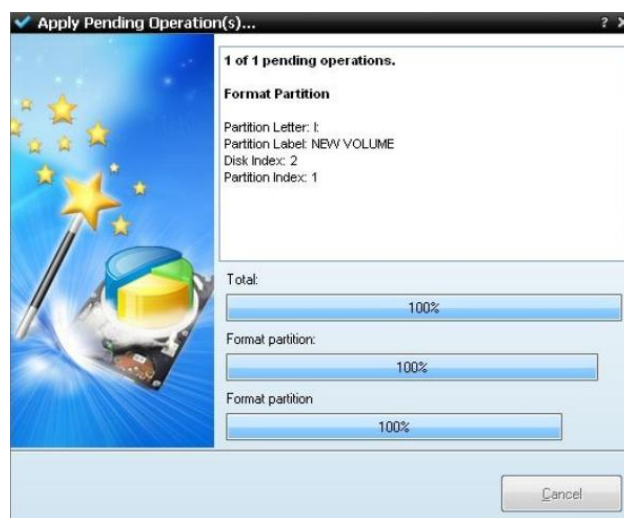 Apply Pending Operation(s)...
1 of 1 pending operations.
Format Partition
Partition Letter: I:
Partition Label: NEW VOLUME
Disk Index: 2
Partition Index: 1
Total:
100%
Format partition:
100%
Format partition
100%
Cancel